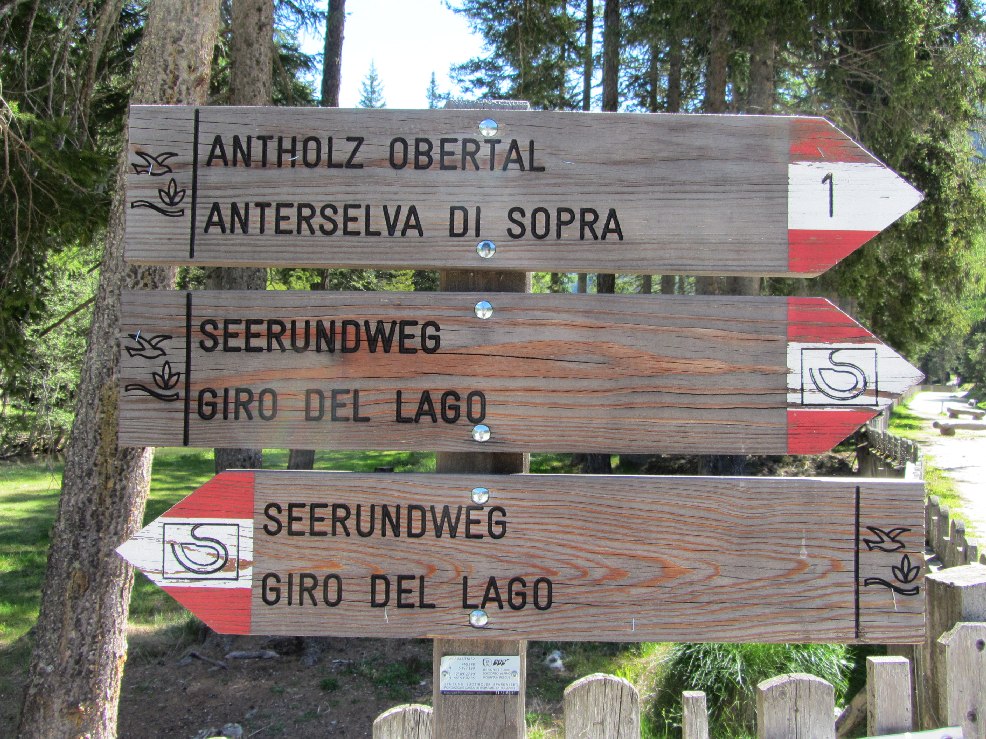 ANTHOLZ OBERTAL
ANTERSELVA DI SOPRA
1
SEERUNDWEG
GIRO DEL LAGO
SEERUNDWEG
GIRO DEL LAGO